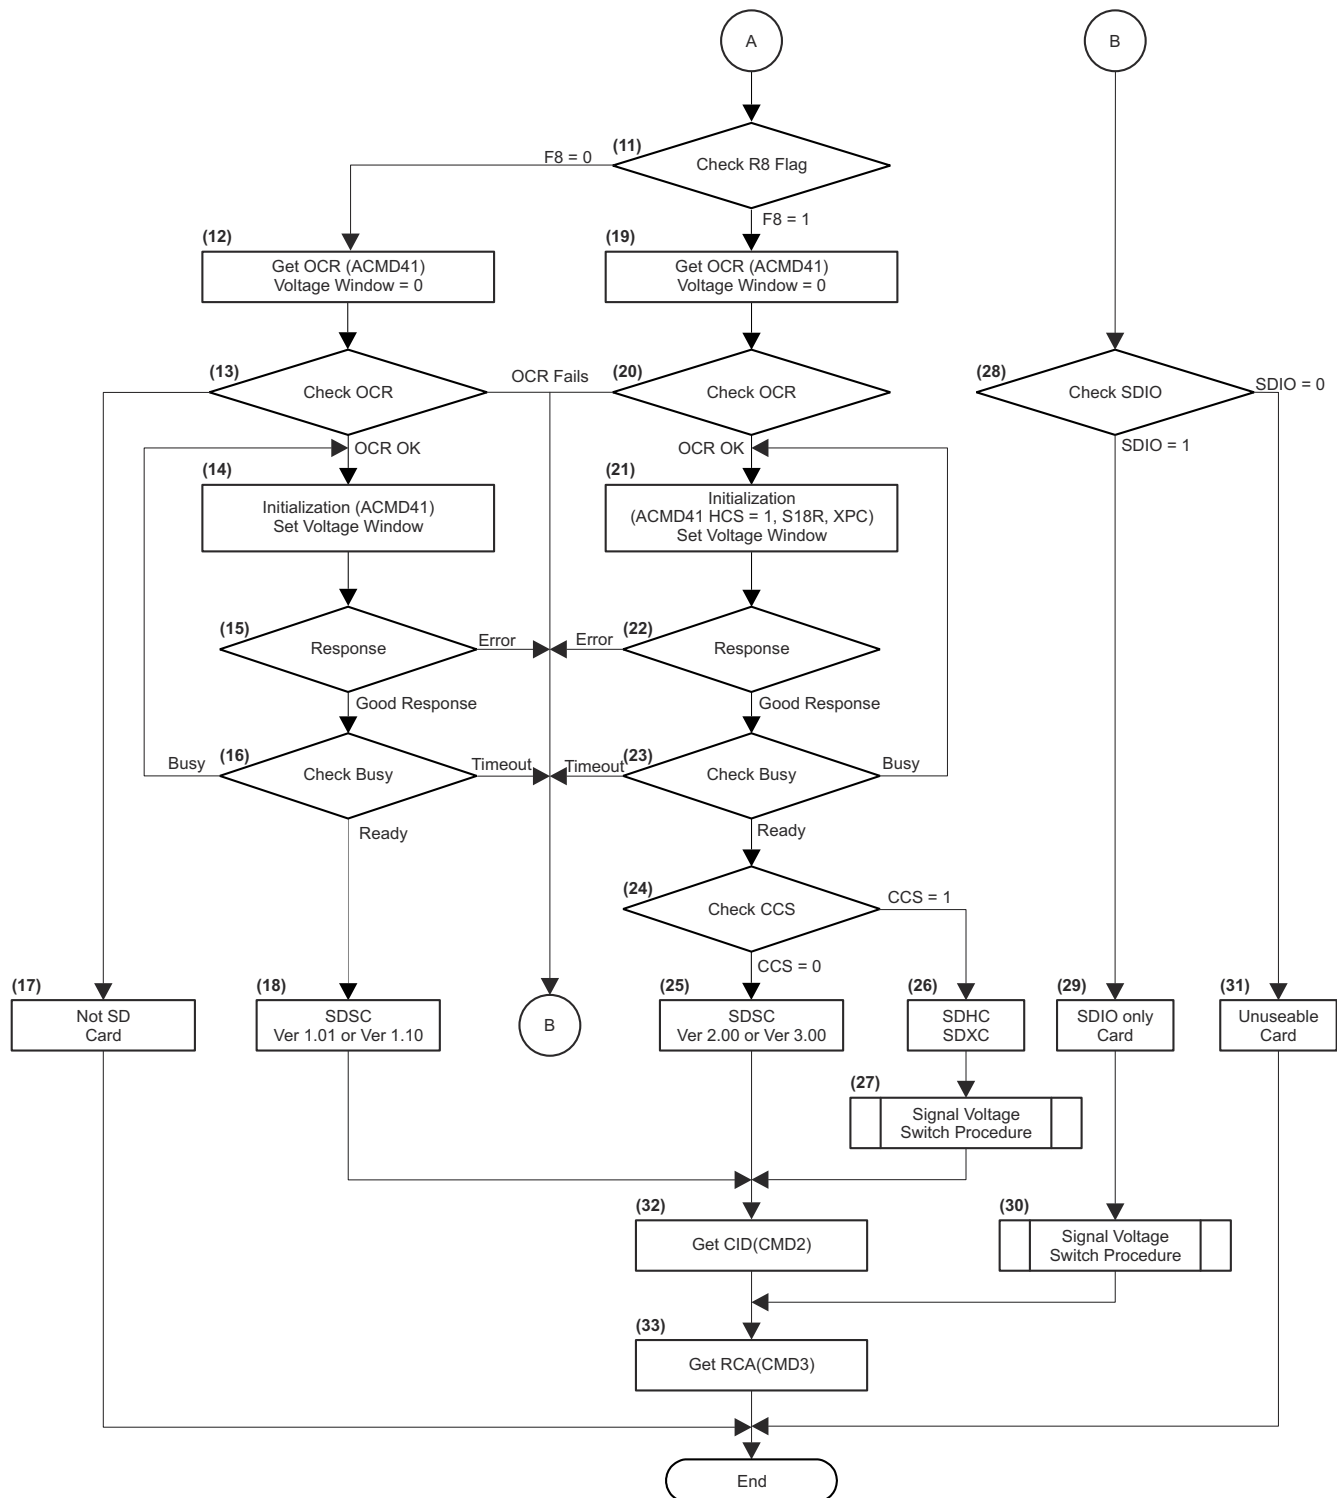 A
B
(11)
Check R8 Flag
F8 = 0
F8 = 1
(12)
Get OCR (ACMD41)
Voltage Window = 0
(19)
Get OCR (ACMD41)
Voltage Window = 0
(13)
Check OCR
OCR Fails
(20)
Check OCR
(28)
Check SDIO
SDIO = 0
OCR OK
OCR OK
SDIO = 1
(14)
Initialization (ACMD41)
Set Voltage Window
(21)
Initialization
(ACMD41 HCS = 1, S18R, XPC)
Set Voltage Window
(15)
Response
Error
Error
(22)
Response
Good Response
Good Response
Busy
(16)
Check Busy
Timeout
Timeout
(23)
Check Busy
Busy
Ready
Ready
(24)
Check CCS
CCS = 1
CCS = 0
(17)
Not SD
Card
(18)
SDSC
Ver 1.01 or Ver 1.10
B
(25)
SDSC
Ver 2.00 or Ver 3.00
(26)
SDHC
SDXC
(29)
SDIO only
Card
(31)
Unuseable
Card
(27)
Signal Voltage
Switch Procedure
(32)
Get CID(CMD2)
(30)
Signal Voltage
Switch Procedure
(33)
Get RCA(CMD3)
End